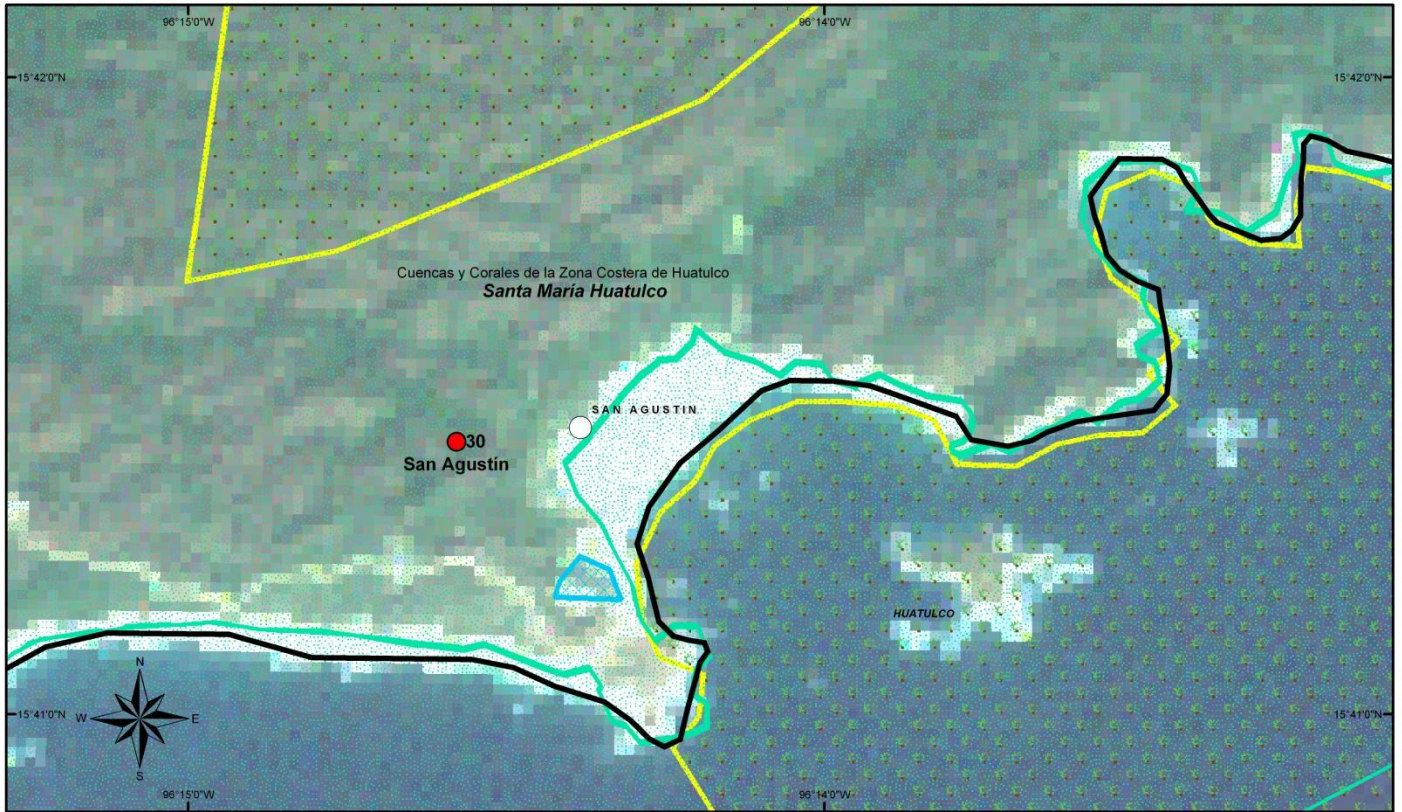 96°15'0"W
96°14'0"W
15°42'0"N
15°42'0"N
Cuencas y Corales de la Zona Costera de Huatulco
Santa María Huatulco
SAN AGUSTIN
30
San Agustín
HUATULCO
N
W
E
S
15°41'0"N
15°41'0"N
96°15'0"W
96°14'0"W